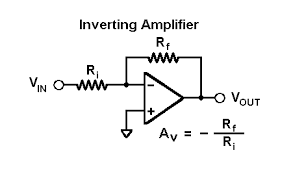 Inverting Amplifier
Rf
Ri
VIN
−
+
VOUT
AV = − Rf
Ri